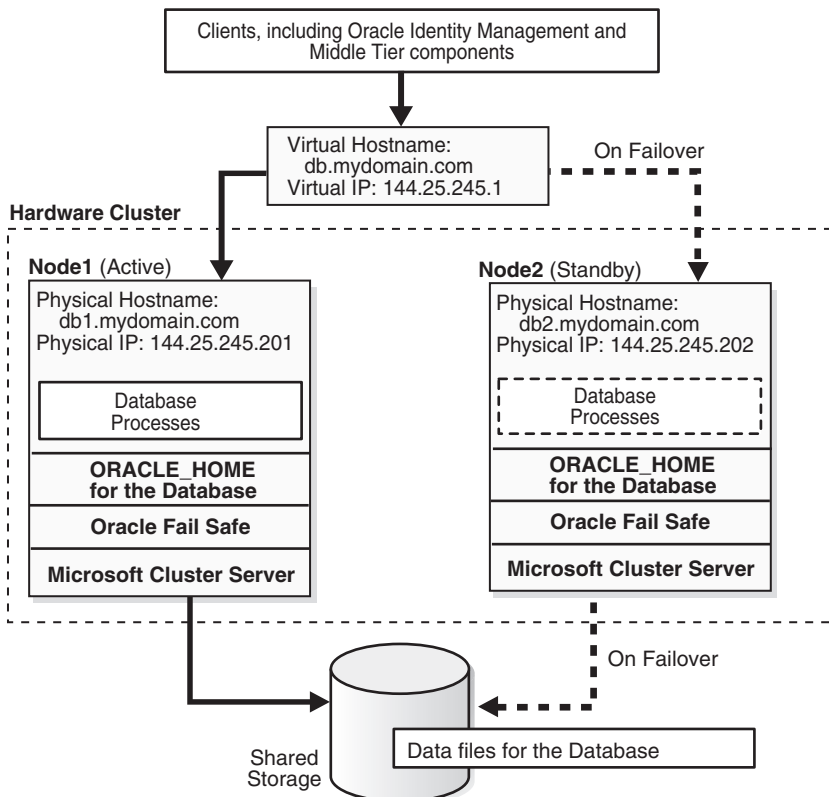 Clients, including Oracle Identity Management and
Middle Tier components
Virtual Hostname:
db.mydomain.com
Virtual IP: 144.25.245.1
On Failover
Hardware Cluster
Node1 (Active)
Physical Hostname:
db1.mydomain.com
Physical IP: 144.25.245.201
Database
Processes
ORACLE_HOME
for the Database
Oracle Fail Safe
Microsoft Cluster Server
Node2 (Standby)
Physical Hostname:
db2.mydomain.com
Physical IP: 144.25.245.202
Database
Processes
ORACLE_HOME
for the Database
Oracle Fail Safe
Microsoft Cluster Server
On Failover
Shared
Storage
Data files for the Database